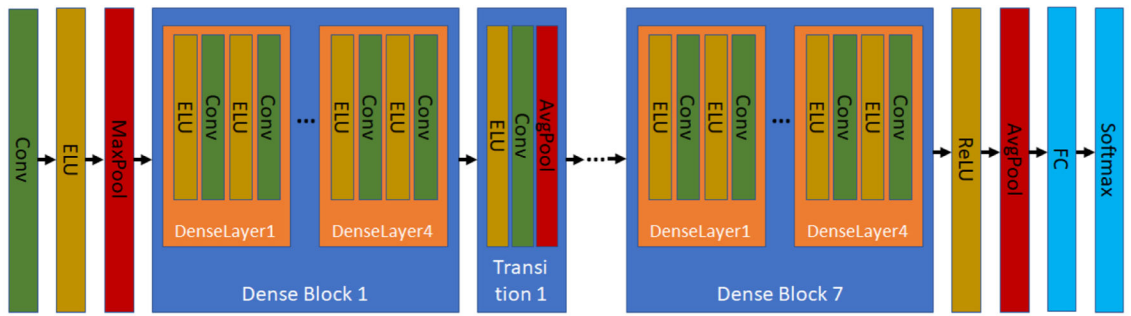 Conv
ELU
MaxPool
ELU
Conv
ELU
Conv
DenseLayer1
...
ELU
Conv
ELU
Conv
DenseLayer4
Dense Block 1
ELU
Conv
AvgPool
Transi
tion 1
....
ELU
Conv
ELU
Conv
DenseLayer1
...
ELU
Conv
ELU
Conv
DenseLayer4
Dense Block 7
ReLU
AvgPool
FC
Softmax